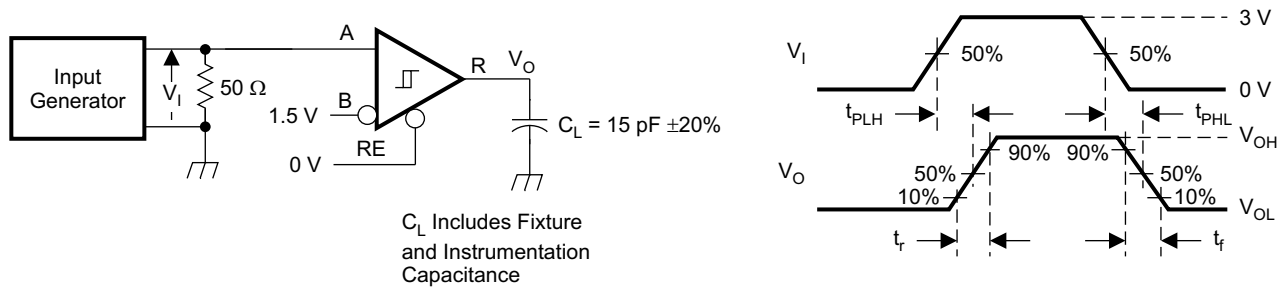 Input
Generator
V_I
50 Ω
A
B
1.5 V
RE
0 V
R
V_O
C_L = 15 pF ±20%
C_L Includes Fixture
and Instrumentation
Capacitance
V_I
50%
50%
3 V
0 V
t_PLH
t_PHL
V_O
50%
10%
90%
90%
50%
10%
V_OH
V_OL
t_r
t_f